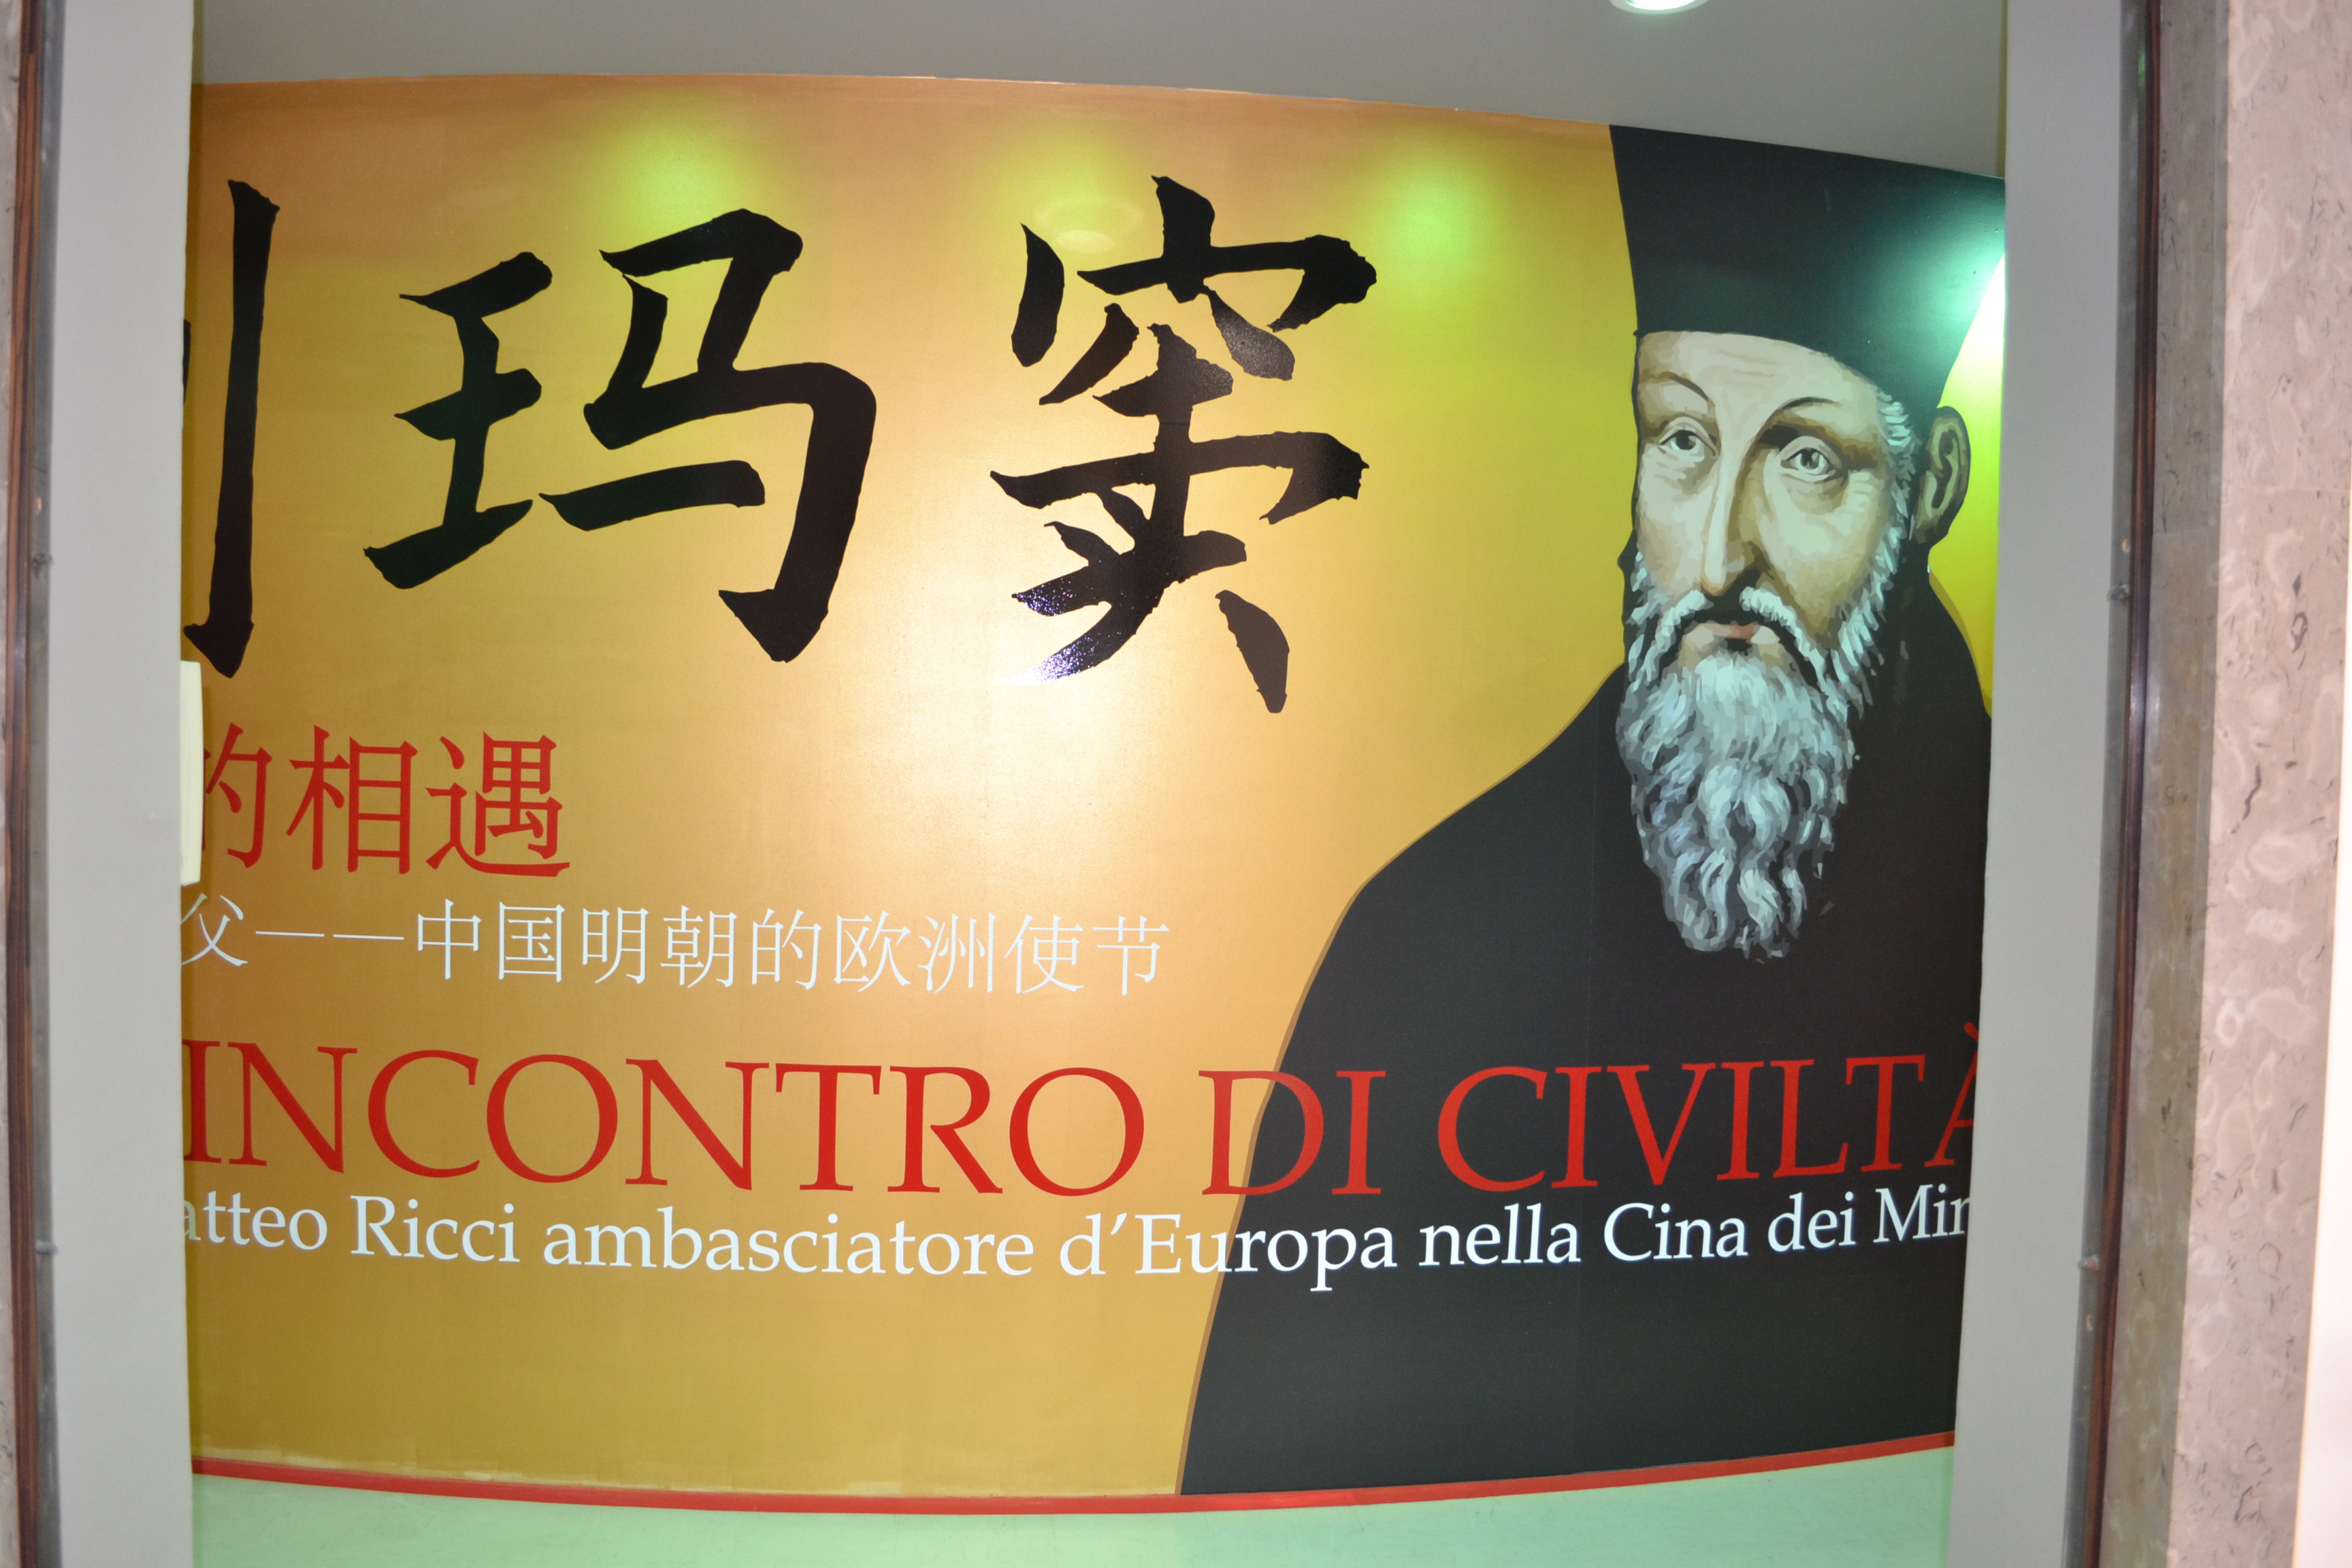 玛窦
的相遇
父——中国明朝的欧洲使节
INCONTRO DI CIVILTÀ
atteo Ricci ambasciatore d'Europa nella Cina dei Min